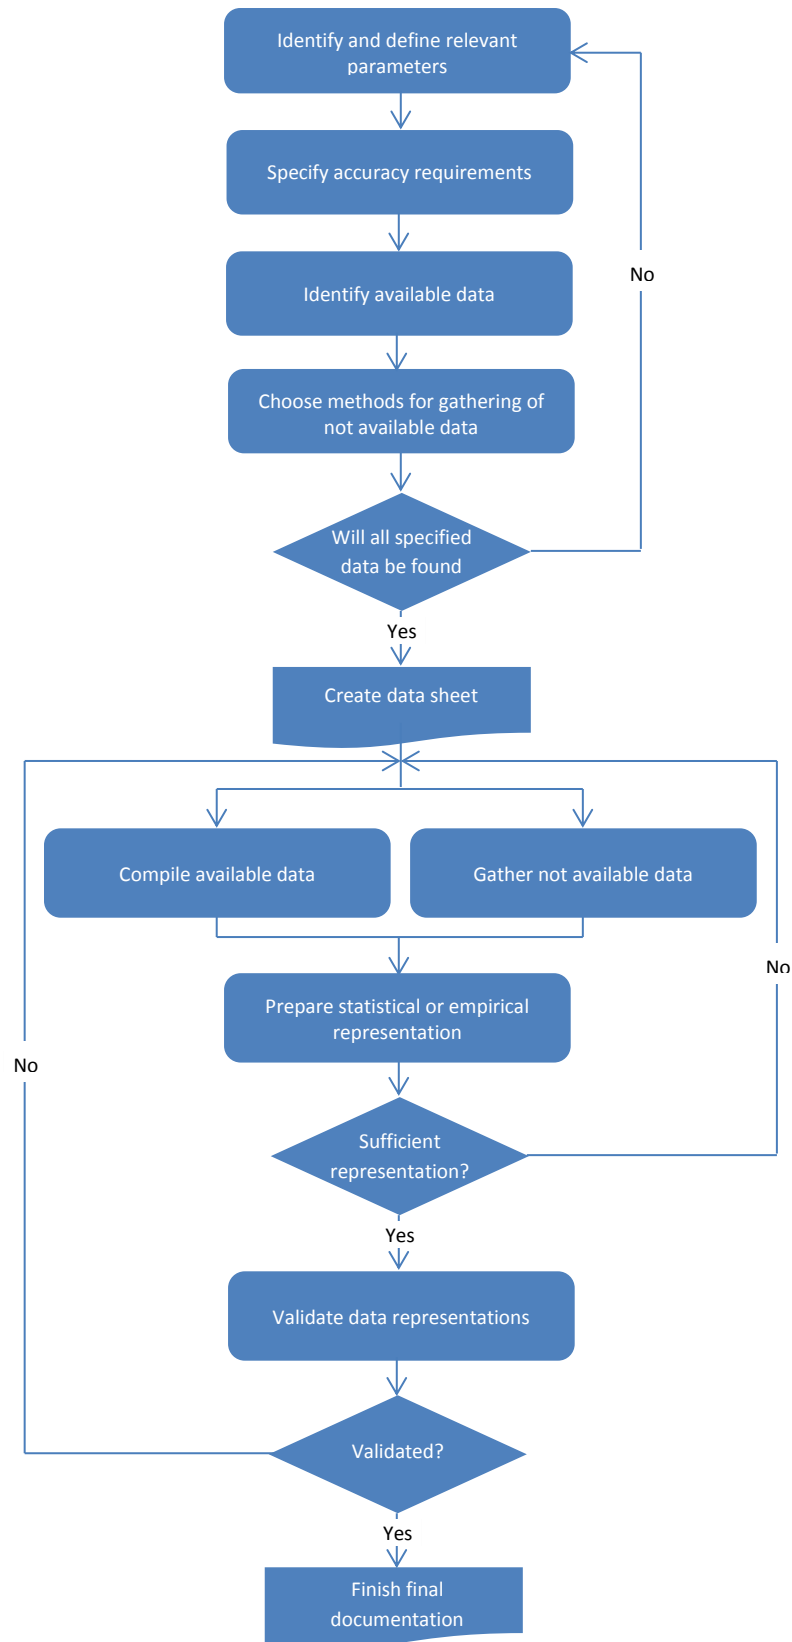 Identify and define relevant
parameters
Specify accuracy requirements
Identify available data
No
Choose methods for gathering of
not available data
Will all specified
data be found
Yes
Create data sheet
Compile available data
Gather not available data
No
Prepare statistical or empirical
representation
No
Sufficient
representation?
Yes
Validate data representations
Validated?
Yes
Finish final
documentation